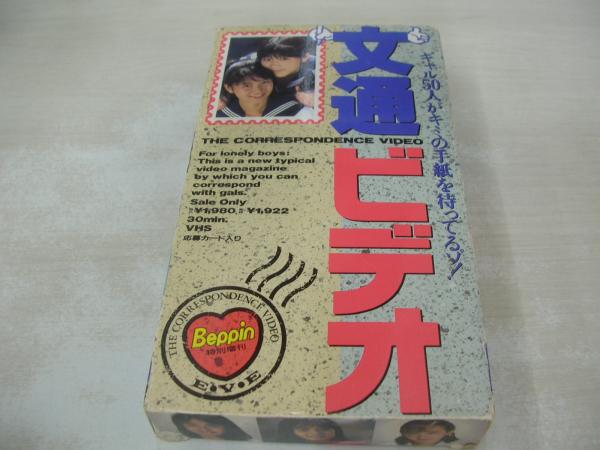 ギャル50人がキミの手紙を待ってるゾ!
文通
ビデオ
THE CORRESPONDENCE VIDEO
For lonely boys:
This is a new typical
video magazine
by which you can
correspond
with gals.
Sale Only
¥1,980 ¥1,922
30min.
VHS
応募カード入り
THE CORRESPONDENCE VIDEO
Beppin
特別増刊
E・V・E